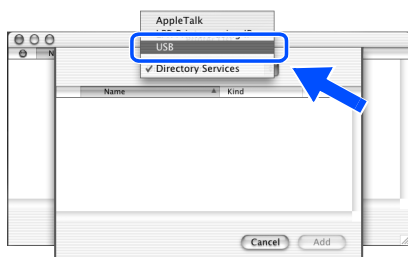 AppleTalk
USB
✓ Directory Services
Name
Kind
Cancel
Add